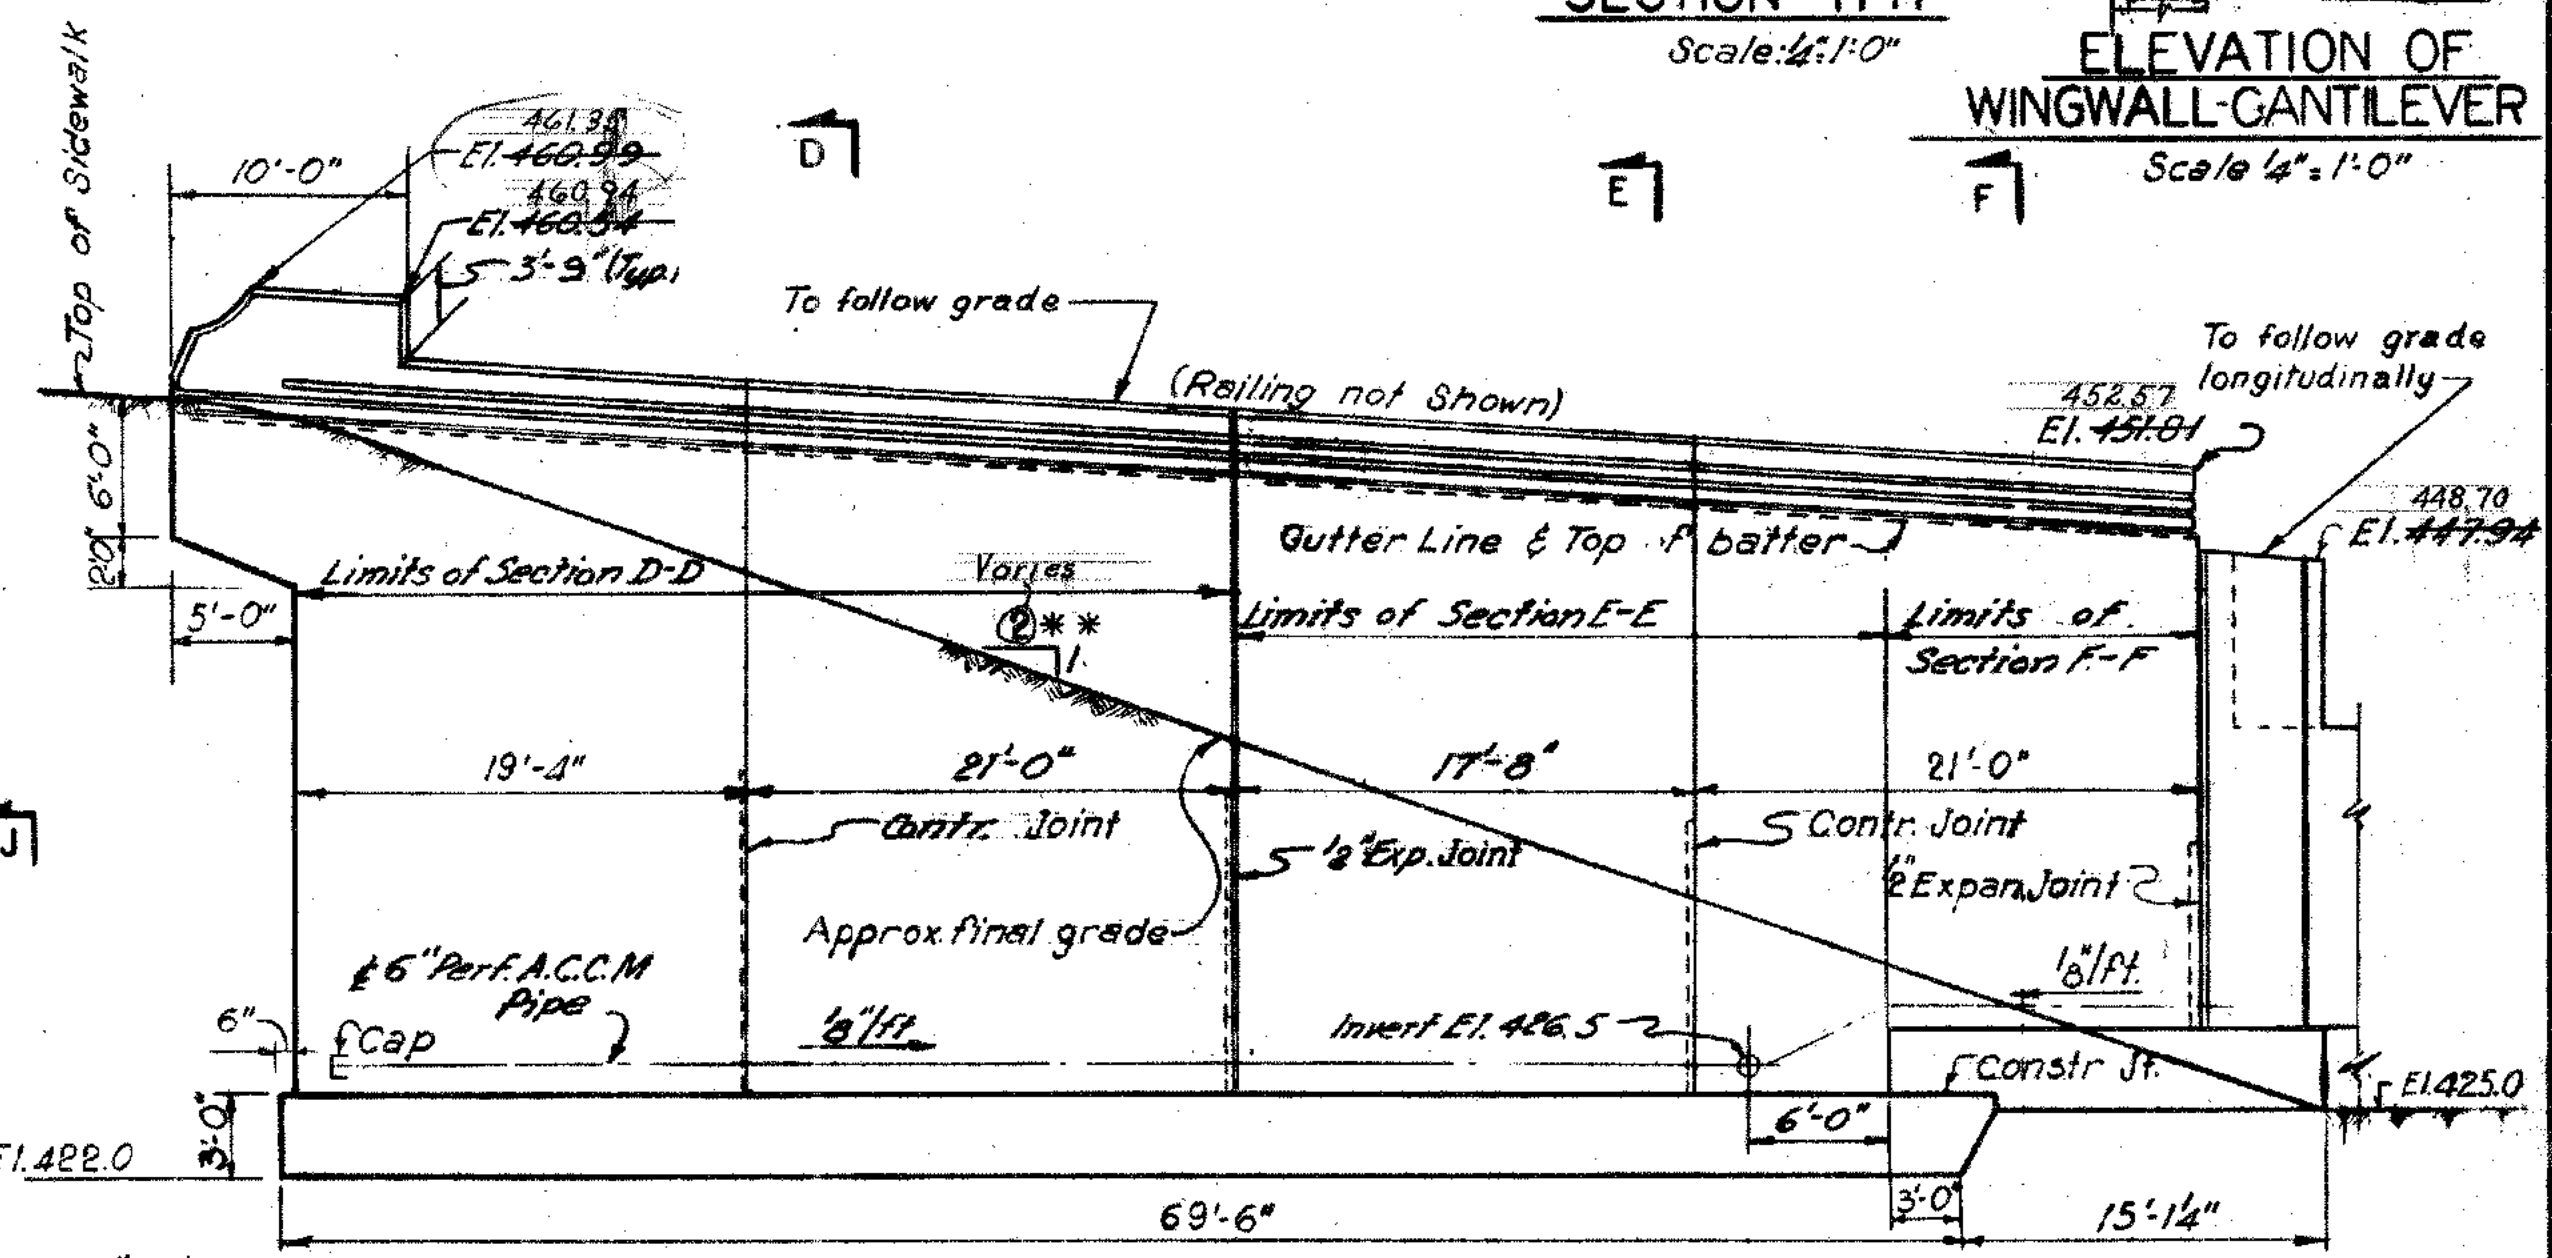 Scale: 1/4" = 1'-0"
ELEVATION OF
WINGWALL-CANTILEVER
Scale 1/4" = 1'-0"
Top of Sidewalk
10'-0"
El. 460.99
460.94
El. 460.54
3'-9" (Typ.)
D
E
F
To follow grade
(Railing not Shown)
To follow grade
longitudinally
452.57
El. 451.81
448.70
El. 447.94
6'-0"
2'-0"
5'-0"
Limits of Section D-D
Varies
2 * *
1
Gutter Line & Top batter
Limits of Section E-E
Limits of
Section F-F
19'-4"
21'-0"
17'-8"
21'-0"
J
Contr. Joint
1/2" Exp. Joint
Contr. Joint
1/2" Expan. Joint
Approx. final grade
℄ 6" Perf. A.C.C.M
Pipe
6"
Cap
1/8"/ft.
Invert El. 426.5
1/8"/ft.
Constr Jt.
El. 425.0
6'-0"
3'-0"
El. 422.0
3'-0"
69'-6"
15'-1 1/4"